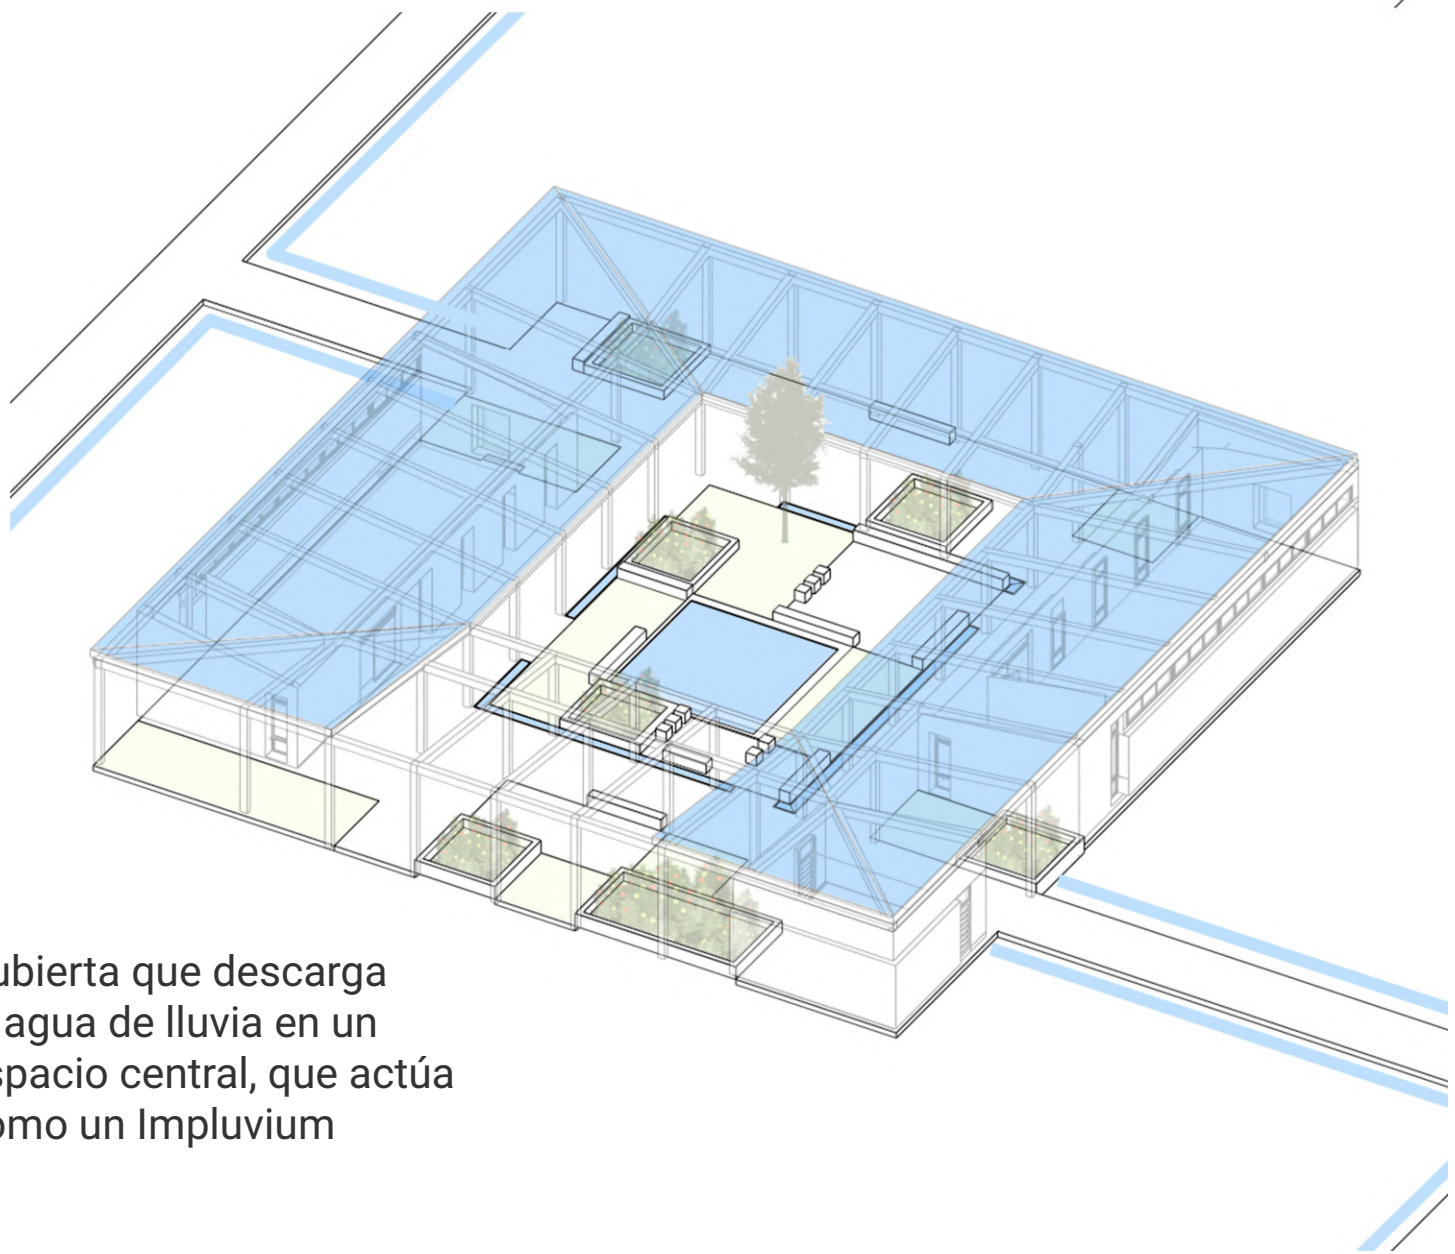 ubierta que descarga
agua de lluvia en un
spacio central, que actúa
omo un Impluvium